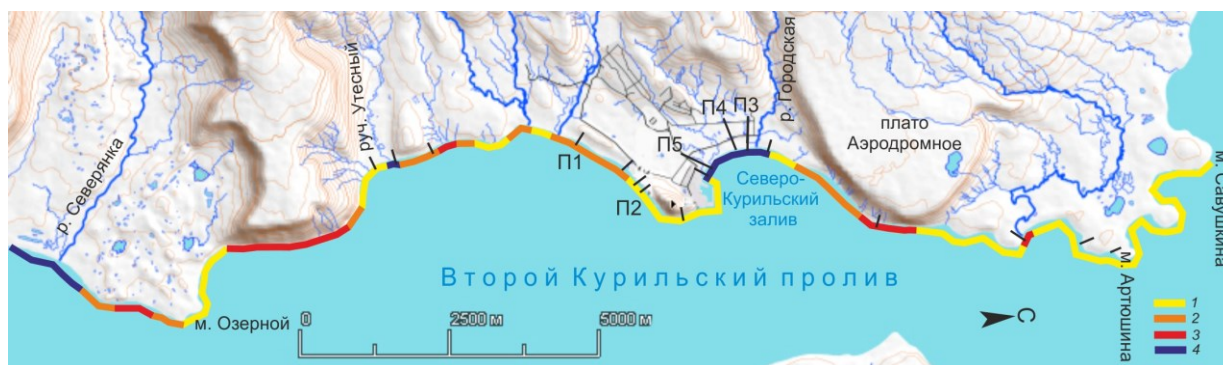 р. Северянка
руч. Утесный
П1
П2
П5
П4
П3
р. Городская
плато
Аэродромное
Северо-
Курильский
залив
м. Савушкина
м. Артюшина
м. Озерной
Второй Курильский пролив
0 2500 м 5000 м
С
1
2
3
4